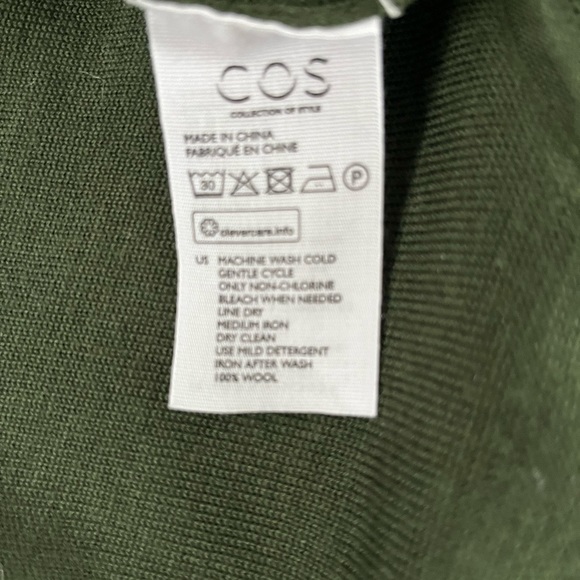 COS
COLLECTION OF STYLE
MADE IN CHINA
FABRIQUÉ EN CHINE
30 P
clevercare.info
US MACHINE WASH COLD
GENTLE CYCLE
ONLY NON-CHLORINE
BLEACH WHEN NEEDED
LINE DRY
MEDIUM IRON
DRY CLEAN
USE MILD DETERGENT
IRON AFTER WASH
100% WOOL